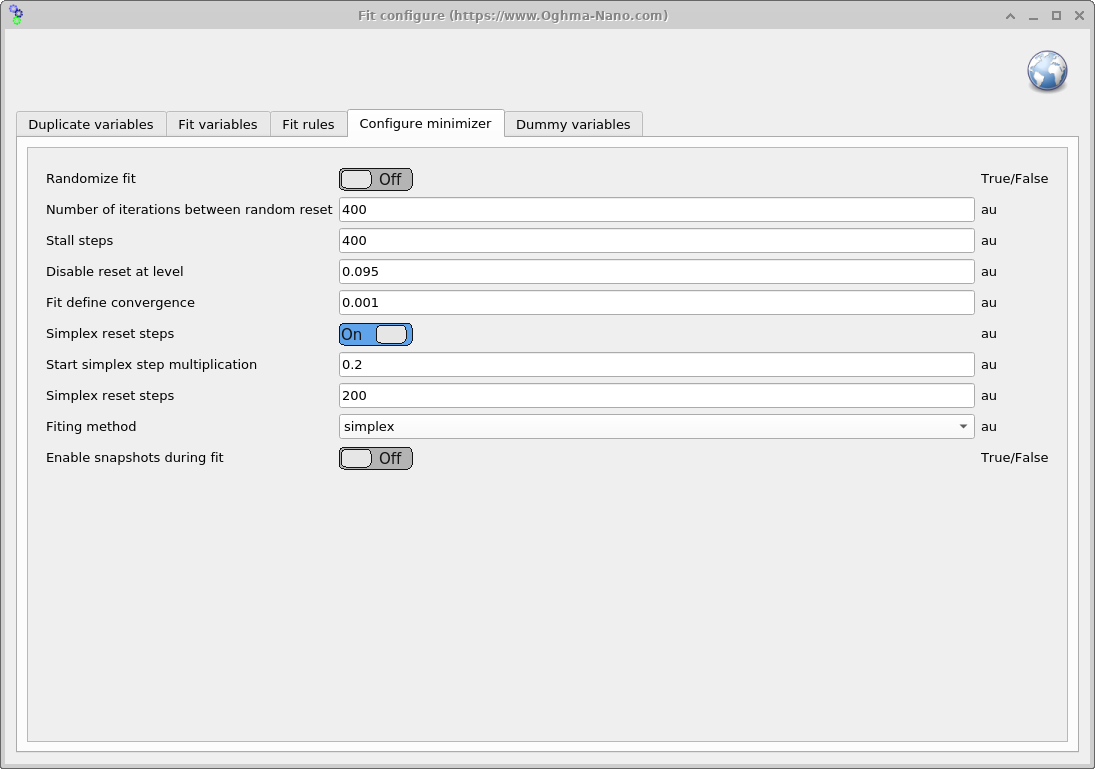 Fit configure (https://www.Oghma-Nano.com)
Duplicate variables Fit variables Fit rules Configure minimizer Dummy variables
Randomize fit Off True/False
Number of iterations between random reset 400 au
Stall steps 400 au
Disable reset at level 0.095 au
Fit define convergence 0.001 au
Simplex reset steps On au
Start simplex step multiplication 0.2 au
Simplex reset steps 200 au
Fiting method simplex au
Enable snapshots during fit Off True/False